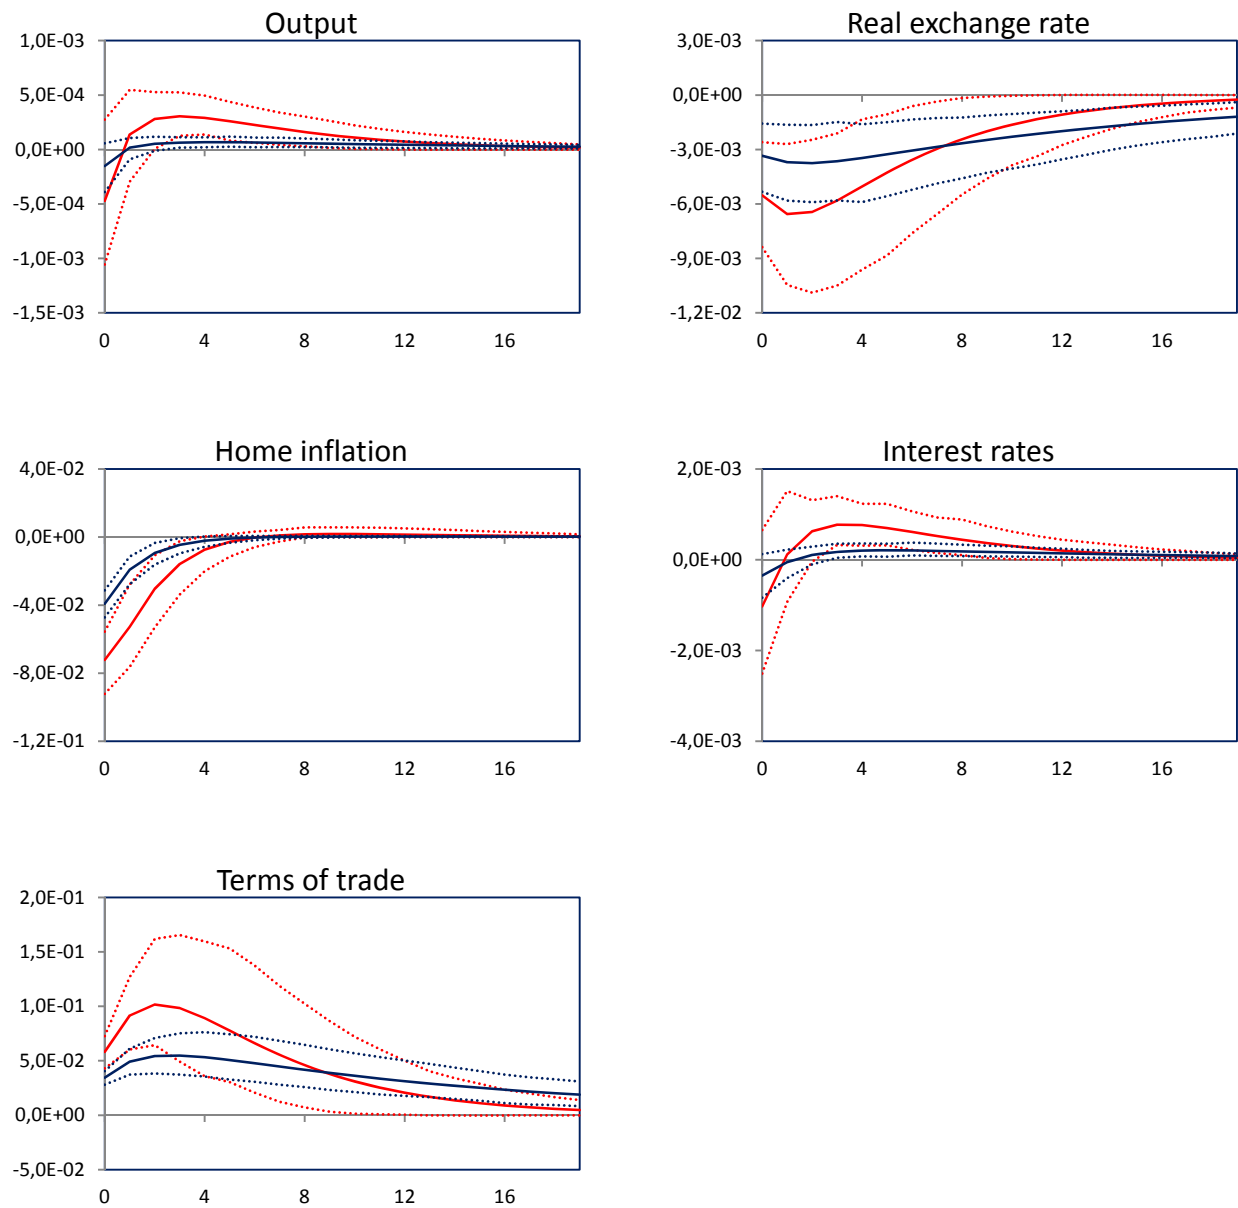 Output
1,0E-03
5,0E-04
0,0E+00
-5,0E-04
-1,0E-03
-1,5E-03
0 4 8 12 16
Real exchange rate
3,0E-03
0,0E+00
-3,0E-03
-6,0E-03
-9,0E-03
-1,2E-02
0 4 8 12 16
Home inflation
4,0E-02
0,0E+00
-4,0E-02
-8,0E-02
-1,2E-01
0 4 8 12 16
Interest rates
2,0E-03
0,0E+00
-2,0E-03
-4,0E-03
0 4 8 12 16
Terms of trade
2,0E-01
1,5E-01
1,0E-01
5,0E-02
0,0E+00
-5,0E-02
0 4 8 12 16